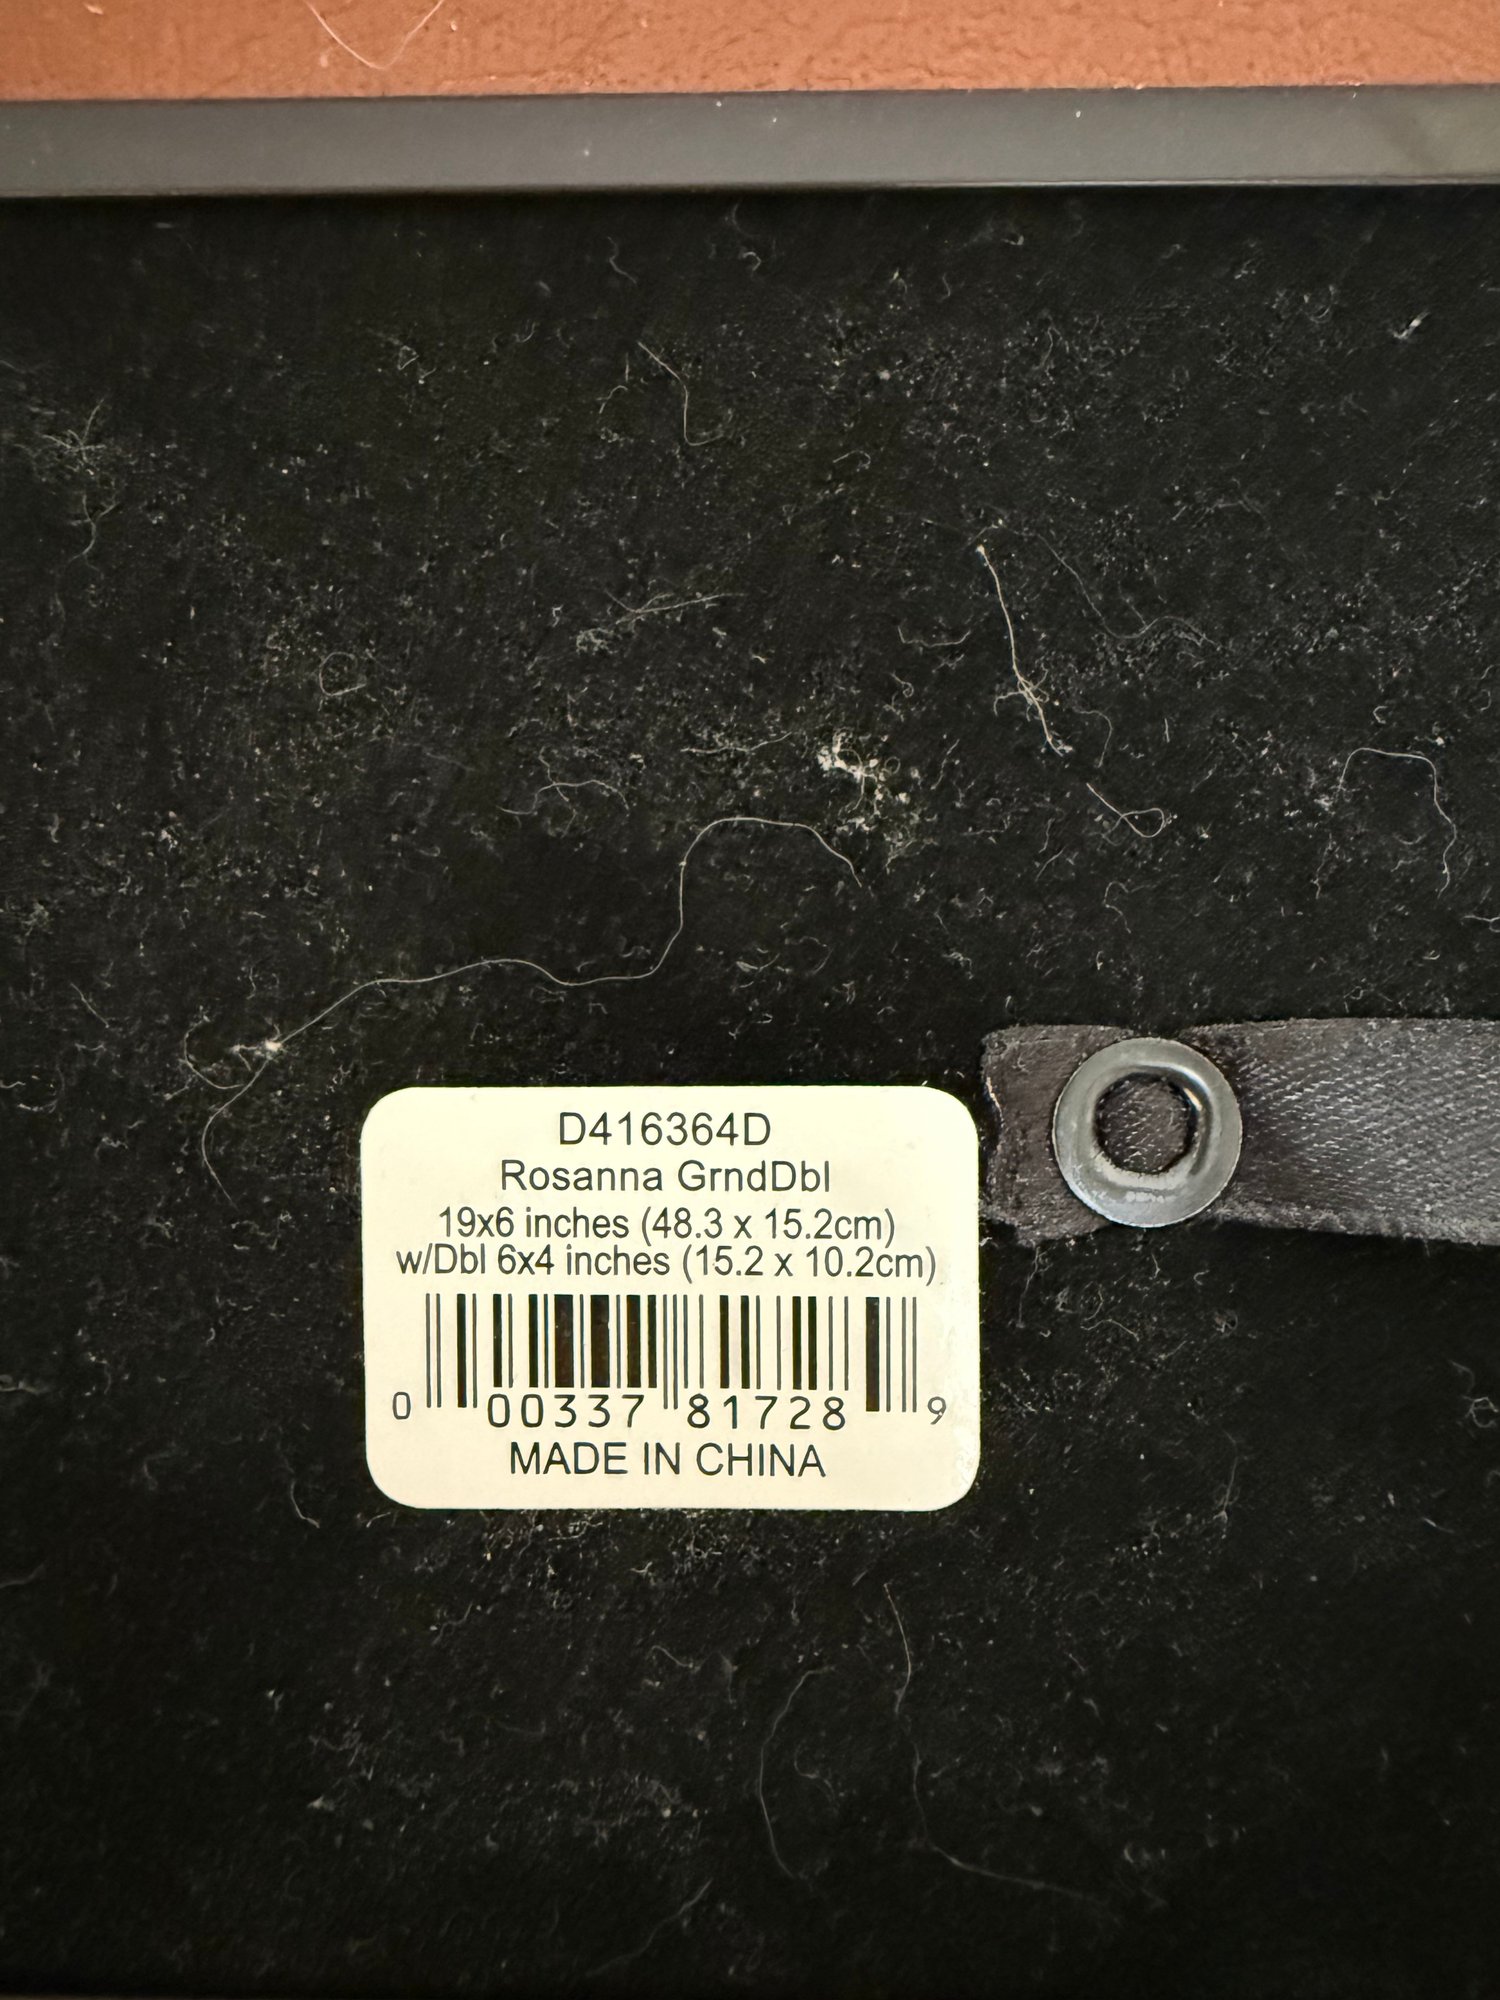 D416364D
Rosanna GrndDbl
19x6 inches (48.3 x 15.2cm)
w/Dbl 6x4 inches (15.2 x 10.2cm)
0 00337 81728 9
MADE IN CHINA